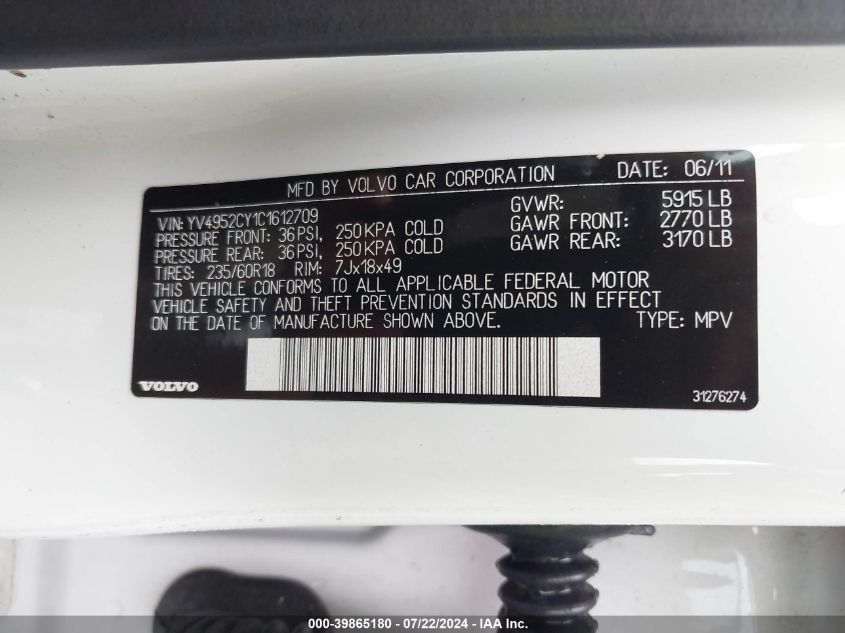 MFD BY VOLVO CAR CORPORATION DATE: 06/11
VIN: YV4952CY1C1612709 GVWR: 5915 LB
PRESSURE FRONT: 36PSI, 250KPA COLD GAWR FRONT: 2770 LB
PRESSURE REAR: 36PSI, 250KPA COLD GAWR REAR: 3170 LB
TIRES: 235/60R18 RIM: 7Jx18x49
THIS VEHICLE CONFORMS TO ALL APPLICABLE FEDERAL MOTOR
VEHICLE SAFETY AND THEFT PREVENTION STANDARDS IN EFFECT
ON THE DATE OF MANUFACTURE SHOWN ABOVE. TYPE: MPV
VOLVO 31276274
000-39865180 - 07/22/2024 - IAA Inc.